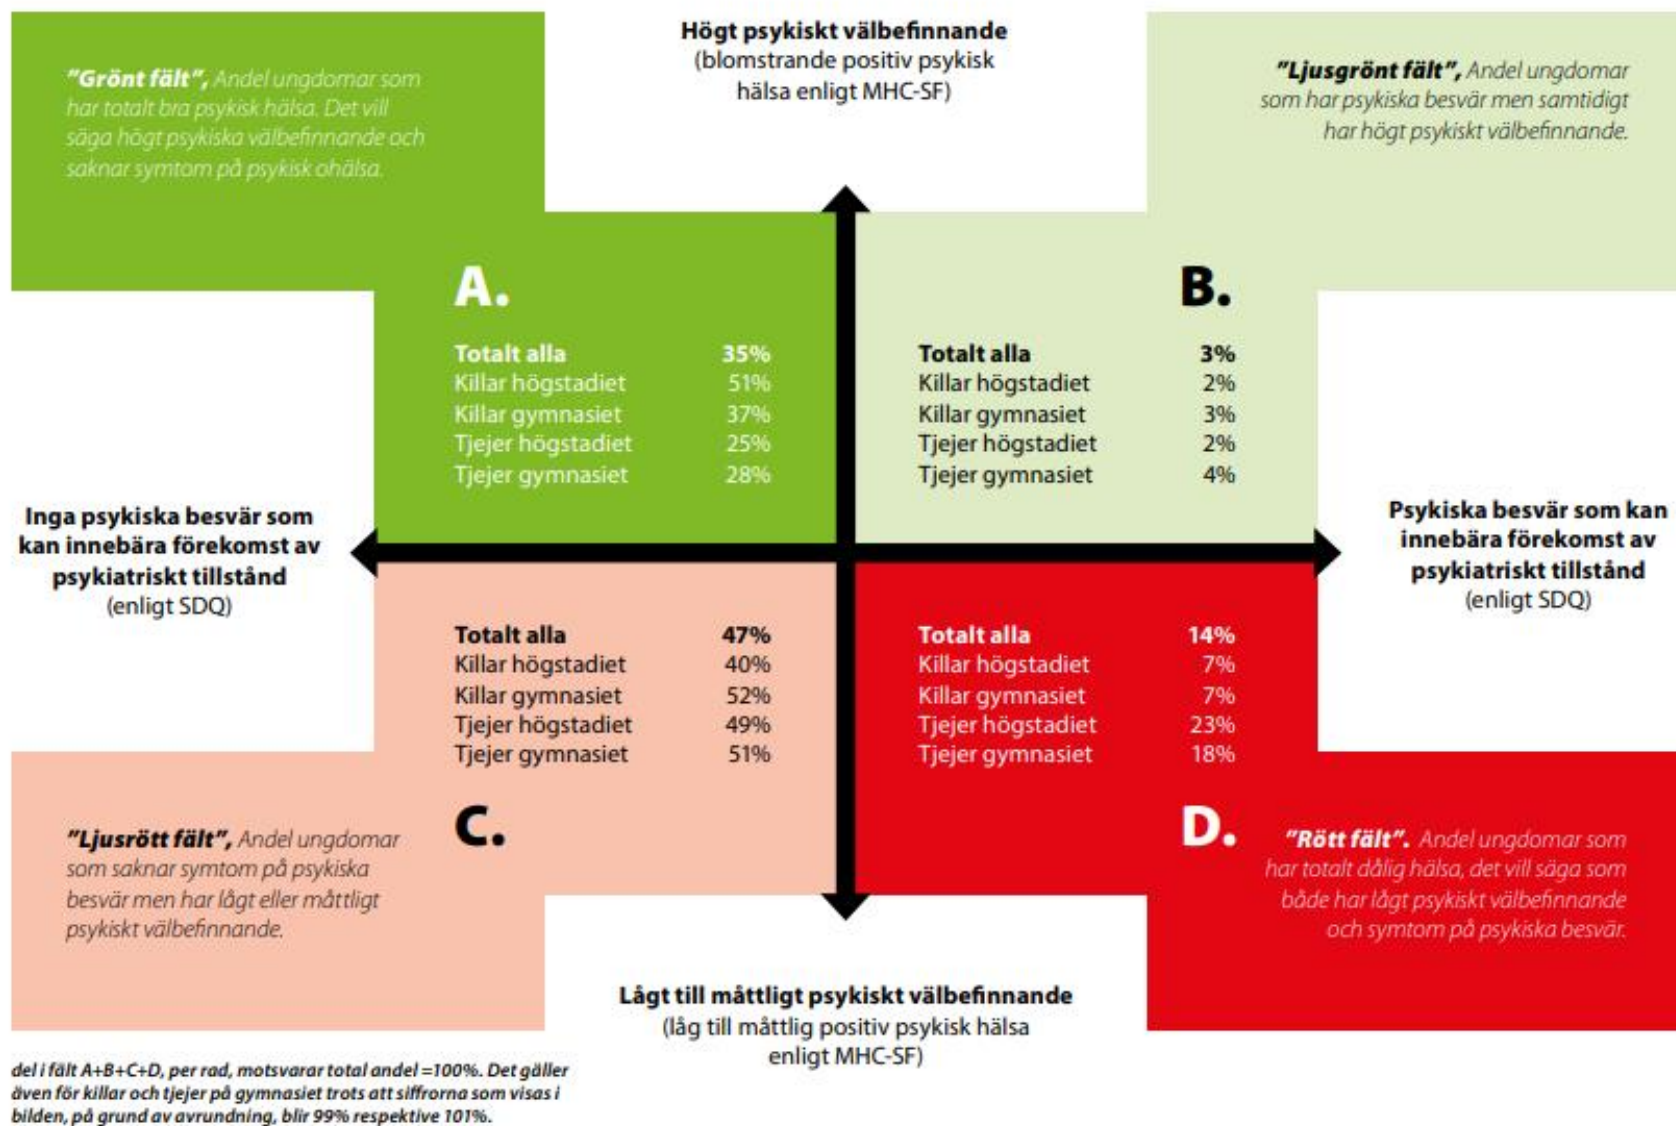 Högt psykiskt välbefinnande
(blomstrande positiv psykisk
hälsa enligt MHC-SF)
"Grönt fält", Andel ungdomar som
har totalt bra psykisk hälsa. Det vill
säga högt psykiska välbefinnande och
saknar symtom på psykisk ohälsa.
"Ljusgrönt fält", Andel ungdomar
som har psykiska besvär men samtidigt
har högt psykiskt välbefinnande.
A.
Totalt alla 35%
Killar högstadiet 51%
Killar gymnasiet 37%
Tjejer högstadiet 25%
Tjejer gymnasiet 28%
B.
Totalt alla 3%
Killar högstadiet 2%
Killar gymnasiet 3%
Tjejer högstadiet 2%
Tjejer gymnasiet 4%
Inga psykiska besvär som
kan innebära förekomst av
psykiatriskt tillstånd
(enligt SDQ)
Psykiska besvär som kan
innebära förekomst av
psykiatriskt tillstånd
(enligt SDQ)
Totalt alla 47%
Killar högstadiet 40%
Killar gymnasiet 52%
Tjejer högstadiet 49%
Tjejer gymnasiet 51%
C.
"Ljusrött fält", Andel ungdomar
som saknar symtom på psykiska
besvär men har lågt eller måttligt
psykiskt välbefinnande.
Totalt alla 14%
Killar högstadiet 7%
Killar gymnasiet 7%
Tjejer högstadiet 23%
Tjejer gymnasiet 18%
D.
"Rött fält". Andel ungdomar som
har totalt dålig hälsa, det vill säga som
både har lågt psykiskt välbefinnande
och symtom på psykiska besvär.
Lågt till måttligt psykiskt välbefinnande
(låg till måttlig positiv psykisk hälsa
enligt MHC-SF)
del i fält A+B+C+D, per rad, motsvarar total andel =100%. Det gäller
även för killar och tjejer på gymnasiet trots att siffrorna som visas i
bilden, på grund av avrundning, blir 99% respektive 101%.